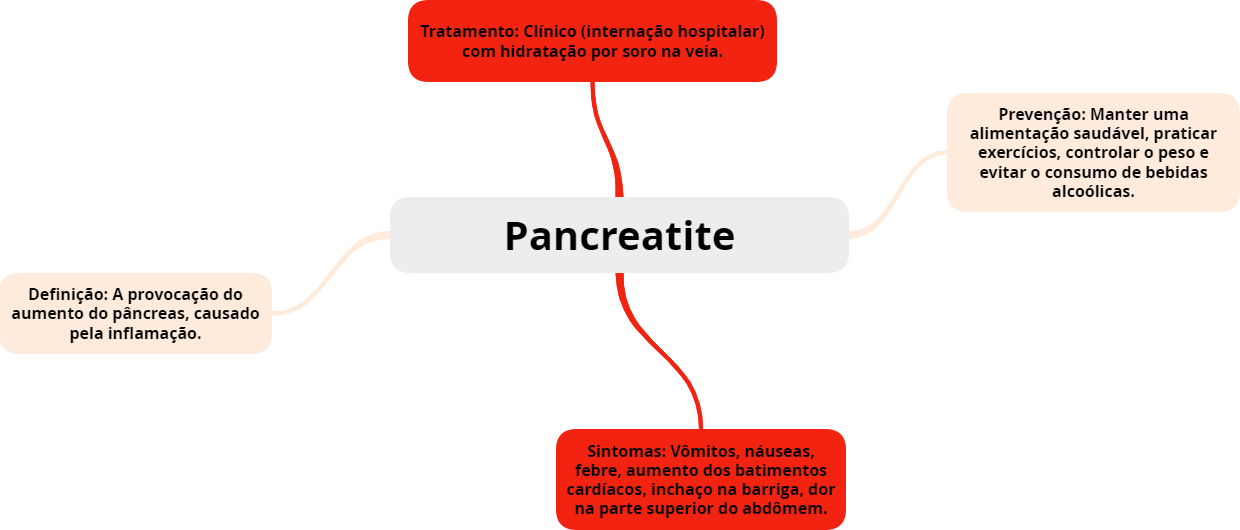 Tratamento: Clínico (internação hospitalar)
com hidratação por soro na veia.
Prevenção: Manter uma
alimentação saudável, praticar
exercícios, controlar o peso e
evitar o consumo de bebidas
alcoólicas.
Pancreatite
Definição: A provocação do
aumento do pâncreas, causado
pela inflamação.
Sintomas: Vômitos, náuseas,
febre, aumento dos batimentos
cardíacos, inchaço na barriga, dor
na parte superior do abdômem.